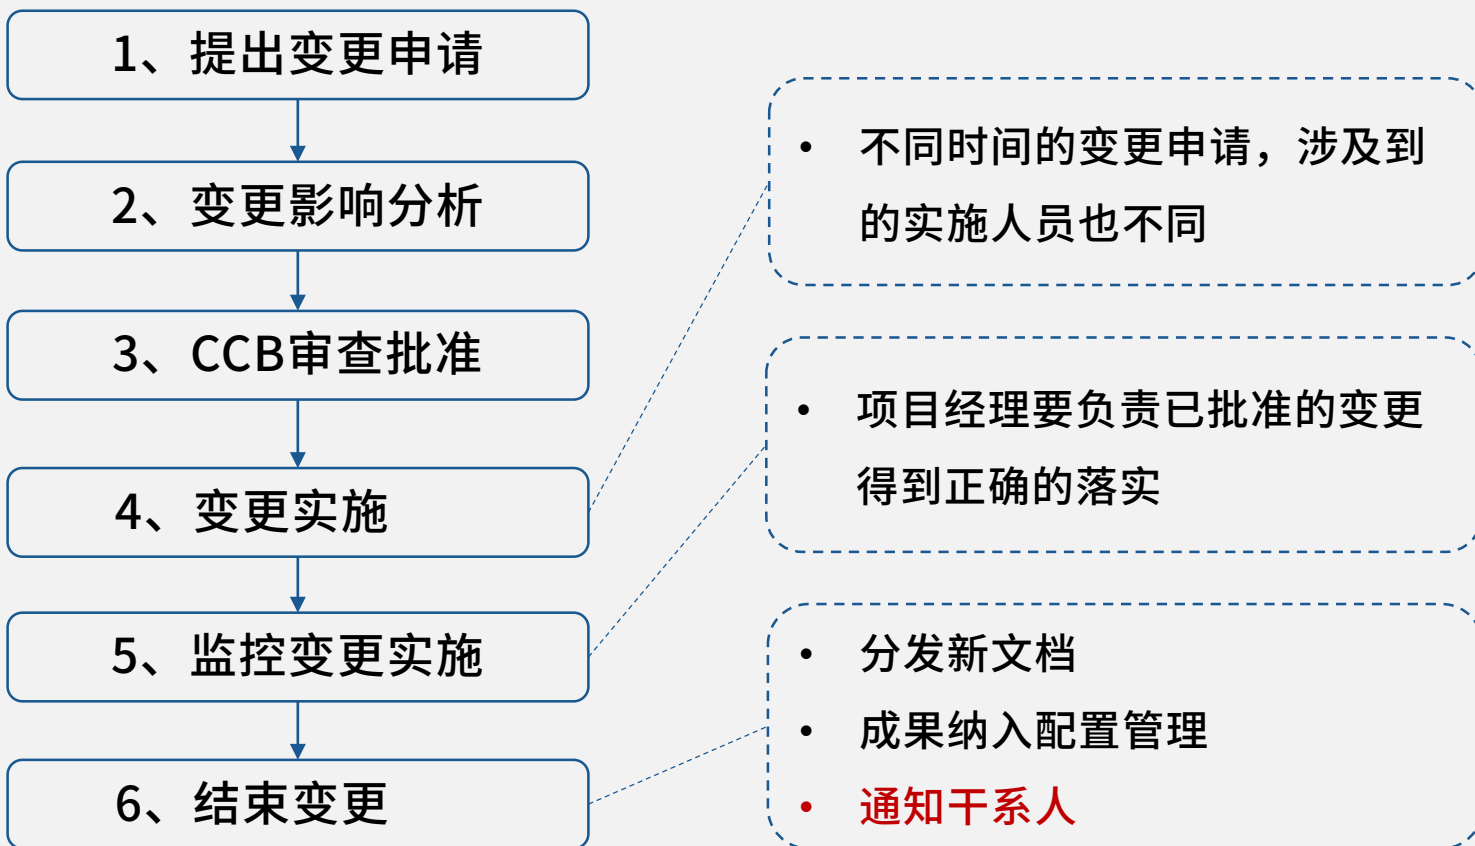 1、提出变更申请
2、变更影响分析
3、CCB审查批准
4、变更实施
5、监控变更实施
6、结束变更
• 不同时间的变更申请，涉及到
的实施人员也不同
• 项目经理要负责已批准的变更
得到正确的落实
• 分发新文档
• 成果纳入配置管理
• 通知干系人